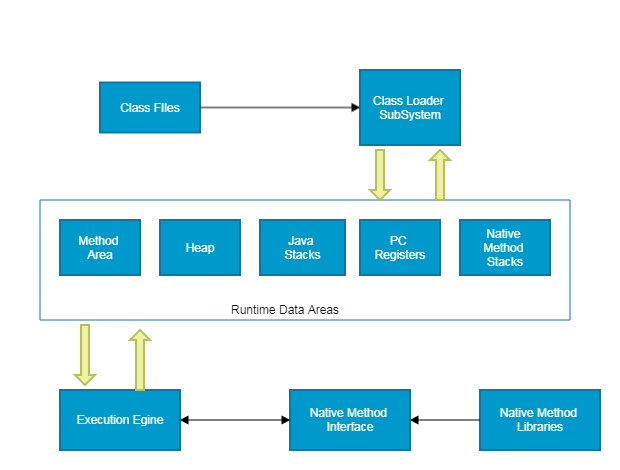 Class FIles
Class Loader
SubSystem
Method
Area
Heap
Java
Stacks
PC
Registers
Native
Method
Stacks
Runtime Data Areas
Execution Egine
Native Method
Interface
Native Method
Libraries